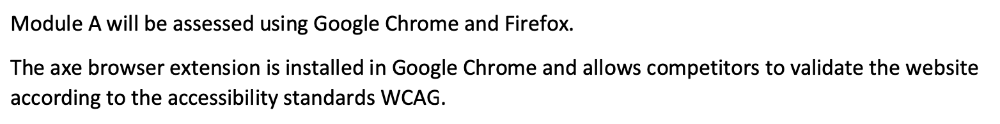 Module A will be assessed using Google Chrome and Firefox.
The axe browser extension is installed in Google Chrome and allows competitors to validate the website
according to the accessibility standards WCAG.